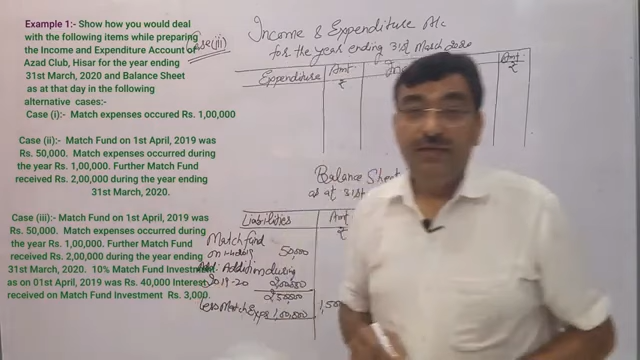 Example 1:- Show how you would deal
with the following items while preparing
the Income and Expenditure Account of
Azad Club, Hisar for the year ending
31st March, 2020 and Balance Sheet
as at that day in the following
alternative cases:-
Case (i):- Match expenses occured Rs. 1,00,000
Case (ii):- Match Fund on 1st April, 2019 was
Rs. 50,000. Match expenses occurred during
the year Rs. 1,00,000. Further Match Fund
received Rs. 2,00,000 during the year ending
31st March, 2020.
Case (iii):- Match Fund on 1st April, 2019 was
Rs. 50,000. Match expenses occurred during
the year Rs. 1,00,000. Further Match Fund
received Rs. 2,00,000 during the year ending
31st March, 2020. 10% Match Fund Investment
as on 01st April, 2019 was Rs. 40,000 Interest
received on Match Fund Investment Rs. 3,000.
Case(iii)
Income & Expenditure A/c
for the year ending 31st March 2020
Expenditure Amt Amt
₹ ₹
Balance Sheet
as at 31st
Liabilities Amt
₹
Match fund
50,000
Addition during
2019-20 200,000
250,000
Less Match Exps 1,00,000